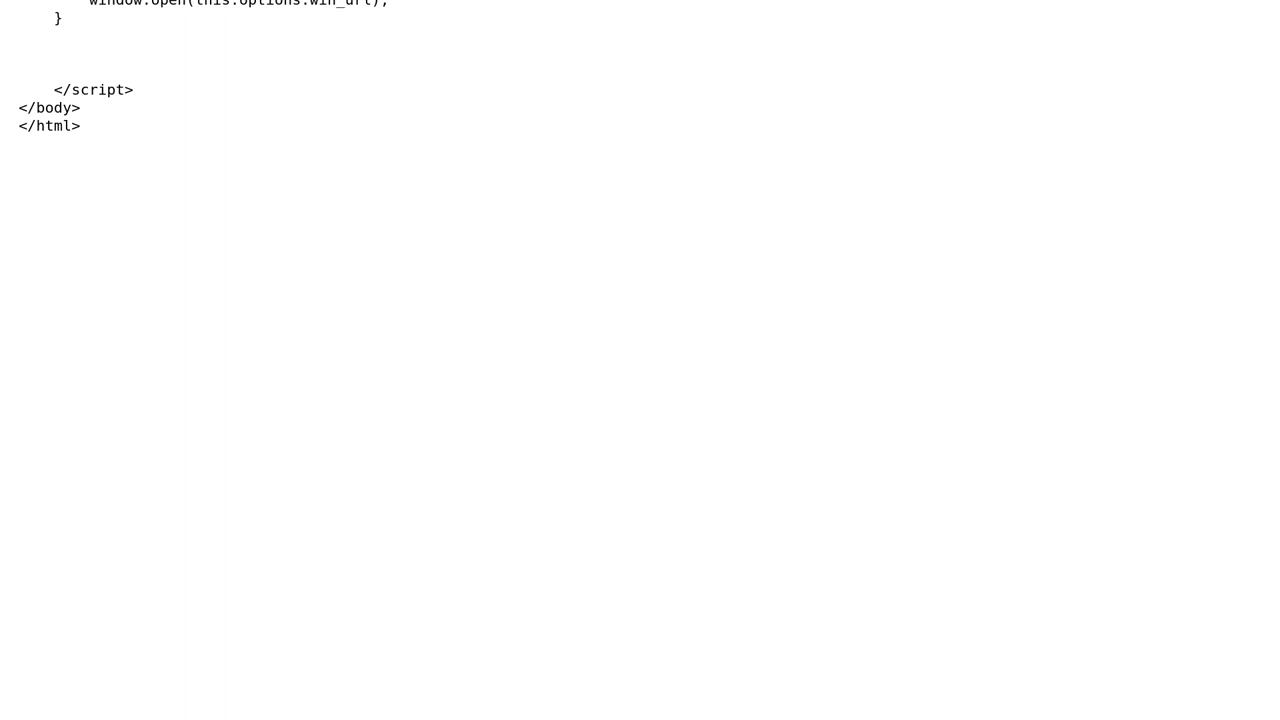 window.open(this.options.win_url);
}
</script>
</body>
</html>